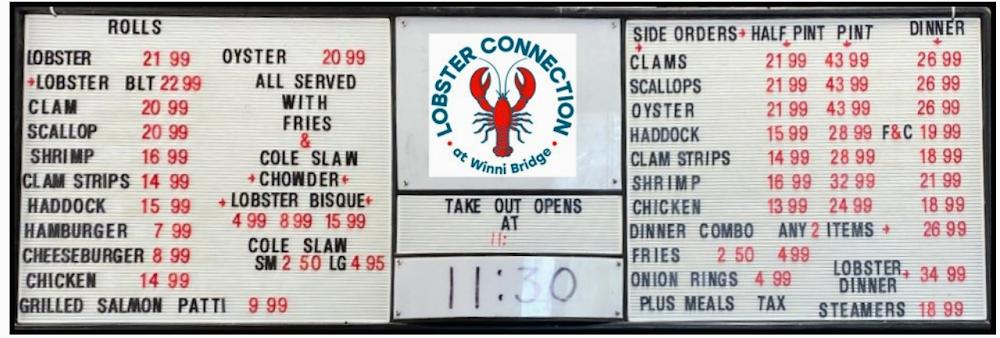 ROLLS
LOBSTER 21 99
+LOBSTER BLT 22 99
CLAM 20 99
SCALLOP 20 99
SHRIMP 16 99
CLAM STRIPS 14 99
HADDOCK 15 99
HAMBURGER 7 99
CHEESEBURGER 8 99
CHICKEN 14 99
GRILLED SALMON PATTI 9 99
OYSTER 20 99
ALL SERVED
WITH
FRIES
&
COLE SLAW
+CHOWDER+
+LOBSTER BISQUE+
4 99 8 99 15 99
COLE SLAW
SM 2 50 LG 4 95
LOBSTER CONNECTION
• at Winni Bridge •
TAKE OUT OPENS
AT
11:
11:30
SIDE ORDERS+ HALF PINT PINT DINNER
CLAMS 21 99 43 99 26 99
SCALLOPS 21 99 43 99 26 99
OYSTER 21 99 43 99 26 99
HADDOCK 15 99 28 99 F&C 19 99
CLAM STRIPS 14 99 28 99 18 99
SHRIMP 16 99 32 99 21 99
CHICKEN 13 99 24 99 18 99
DINNER COMBO ANY 2 ITEMS + 26 99
FRIES 2 50 4 99
ONION RINGS 4 99
PLUS MEALS TAX
LOBSTER+
DINNER 34 99
STEAMERS 18 99